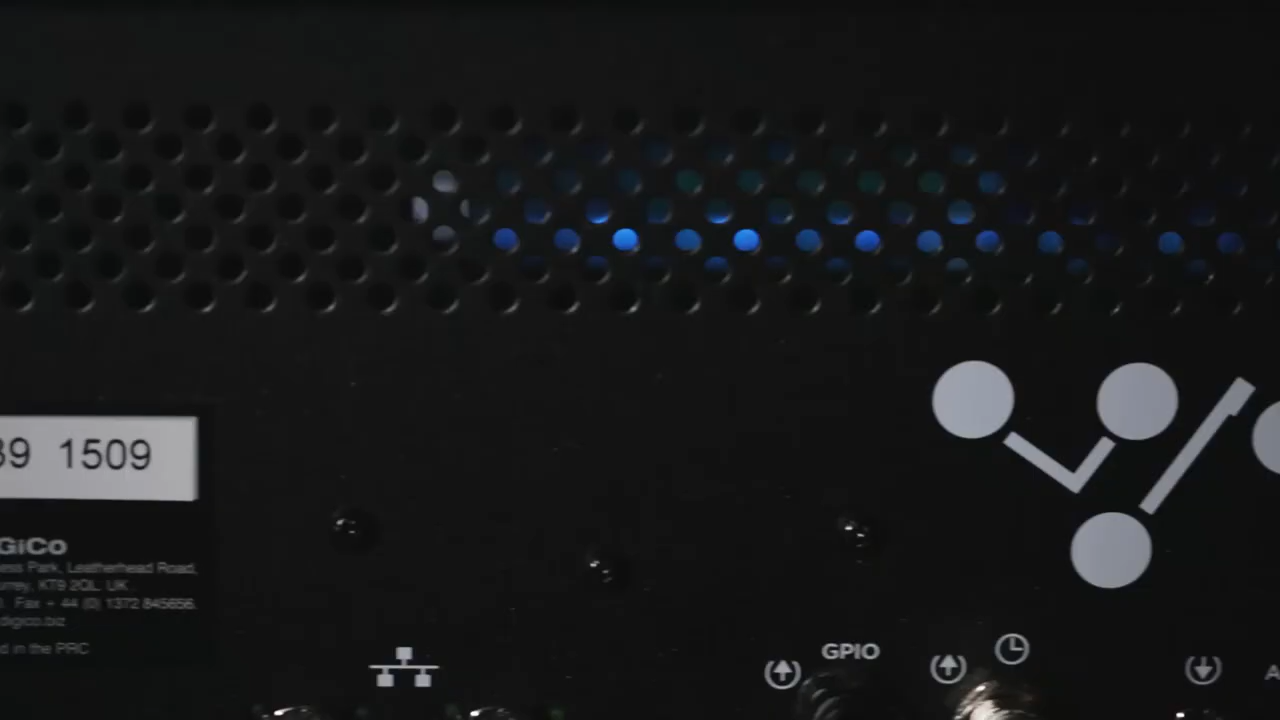 39 1509
GiCo
ess Park, Leatherhead Road,
urrey, KT9 2QL. UK
Fax + 44 (0) 1372 845656.
digico.biz
d in the PRC
GPIO
A